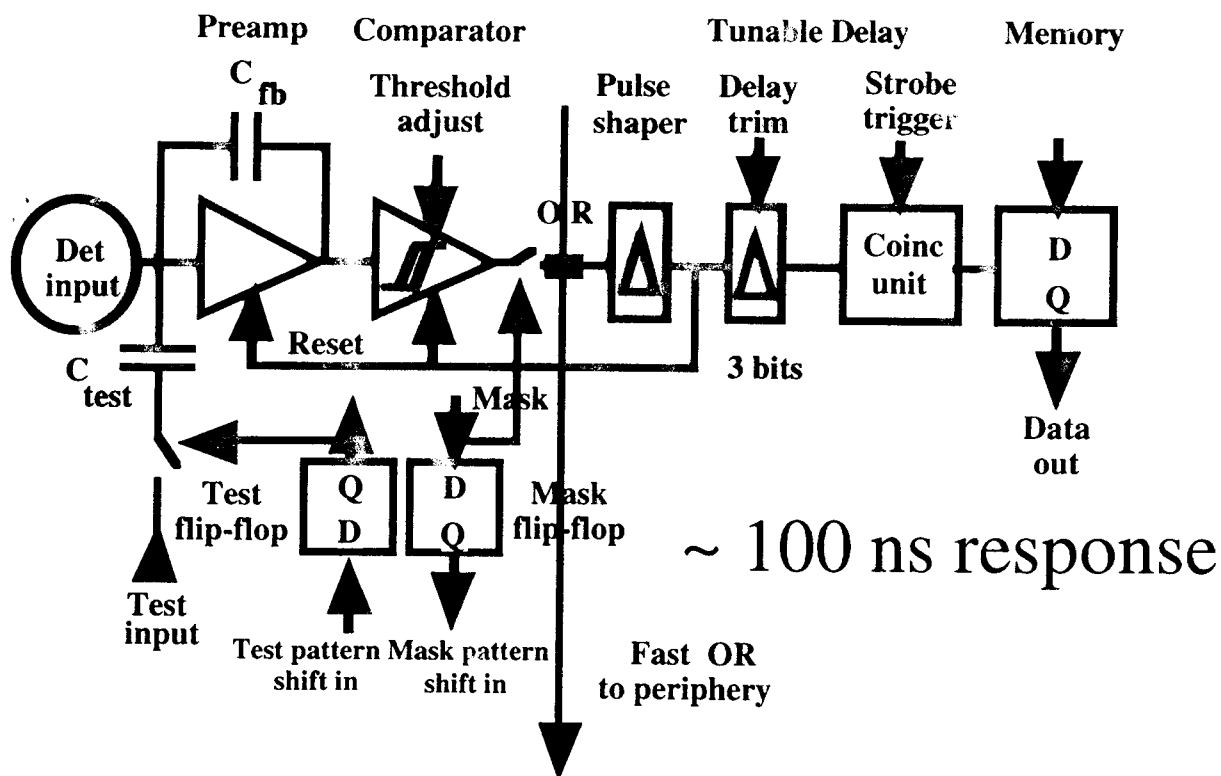 Preamp
Comparator
Tunable Delay
Memory
C
fb
Threshold
adjust
Pulse
shaper
Delay
trim
Strobe
trigger
OR
Det
input
Coinc
unit
D
Q
Reset
C
test
3 bits
Mask
Data
out
Test
flip-flop
Q
D
D
Q
Mask
flip-flop
~ 100 ns response
Test
input
Test pattern
shift in
Mask pattern
shift in
Fast OR
to periphery